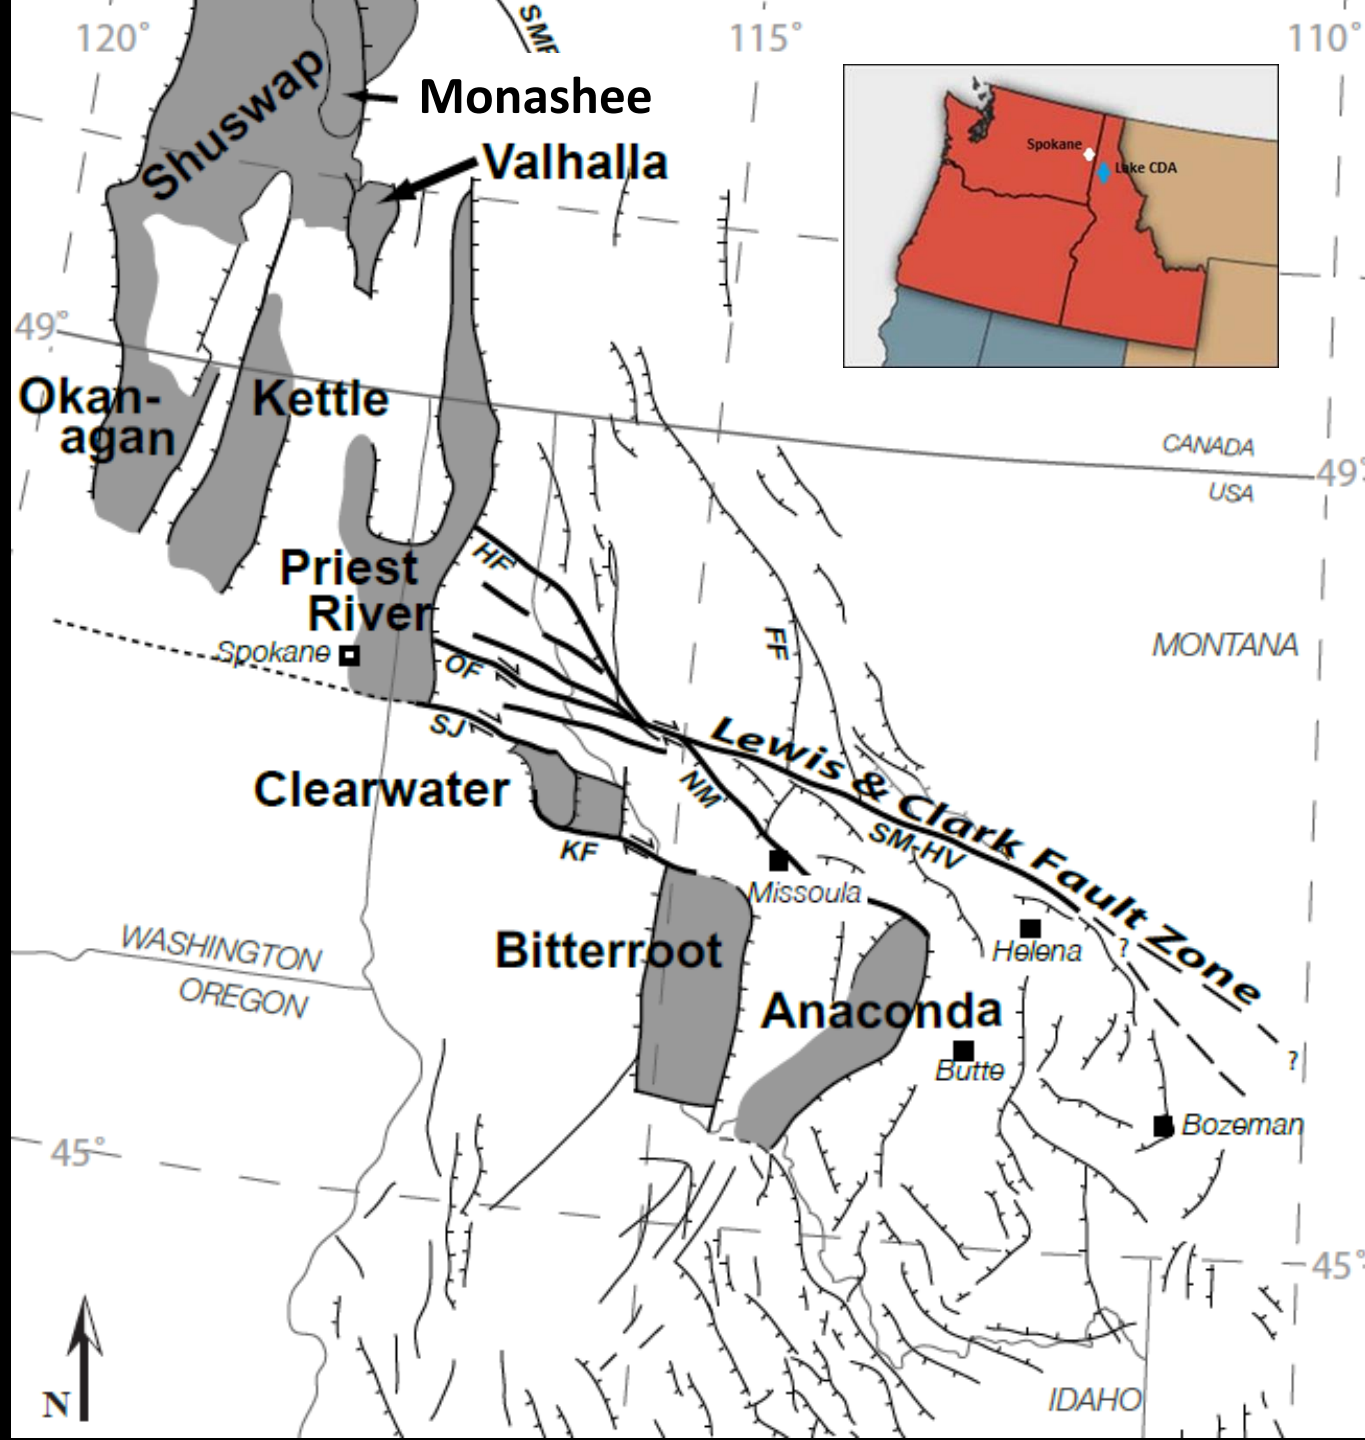 120°
SMF
115°
110°
Shuswap
Monashee
Valhalla
Spokane
Lake CDA
49°
Okan-
agan
Kettle
CANADA
49°
USA
HF
Priest
River
FF
MONTANA
Spokane
OF
SJ
Lewis & Clark Fault Zone
Clearwater
NM
SM-HV
KF
Missoula
Bitterroot
Helena
?
WASHINGTON
OREGON
Anaconda
Butte
?
Bozeman
45°
45°
N
IDAHO